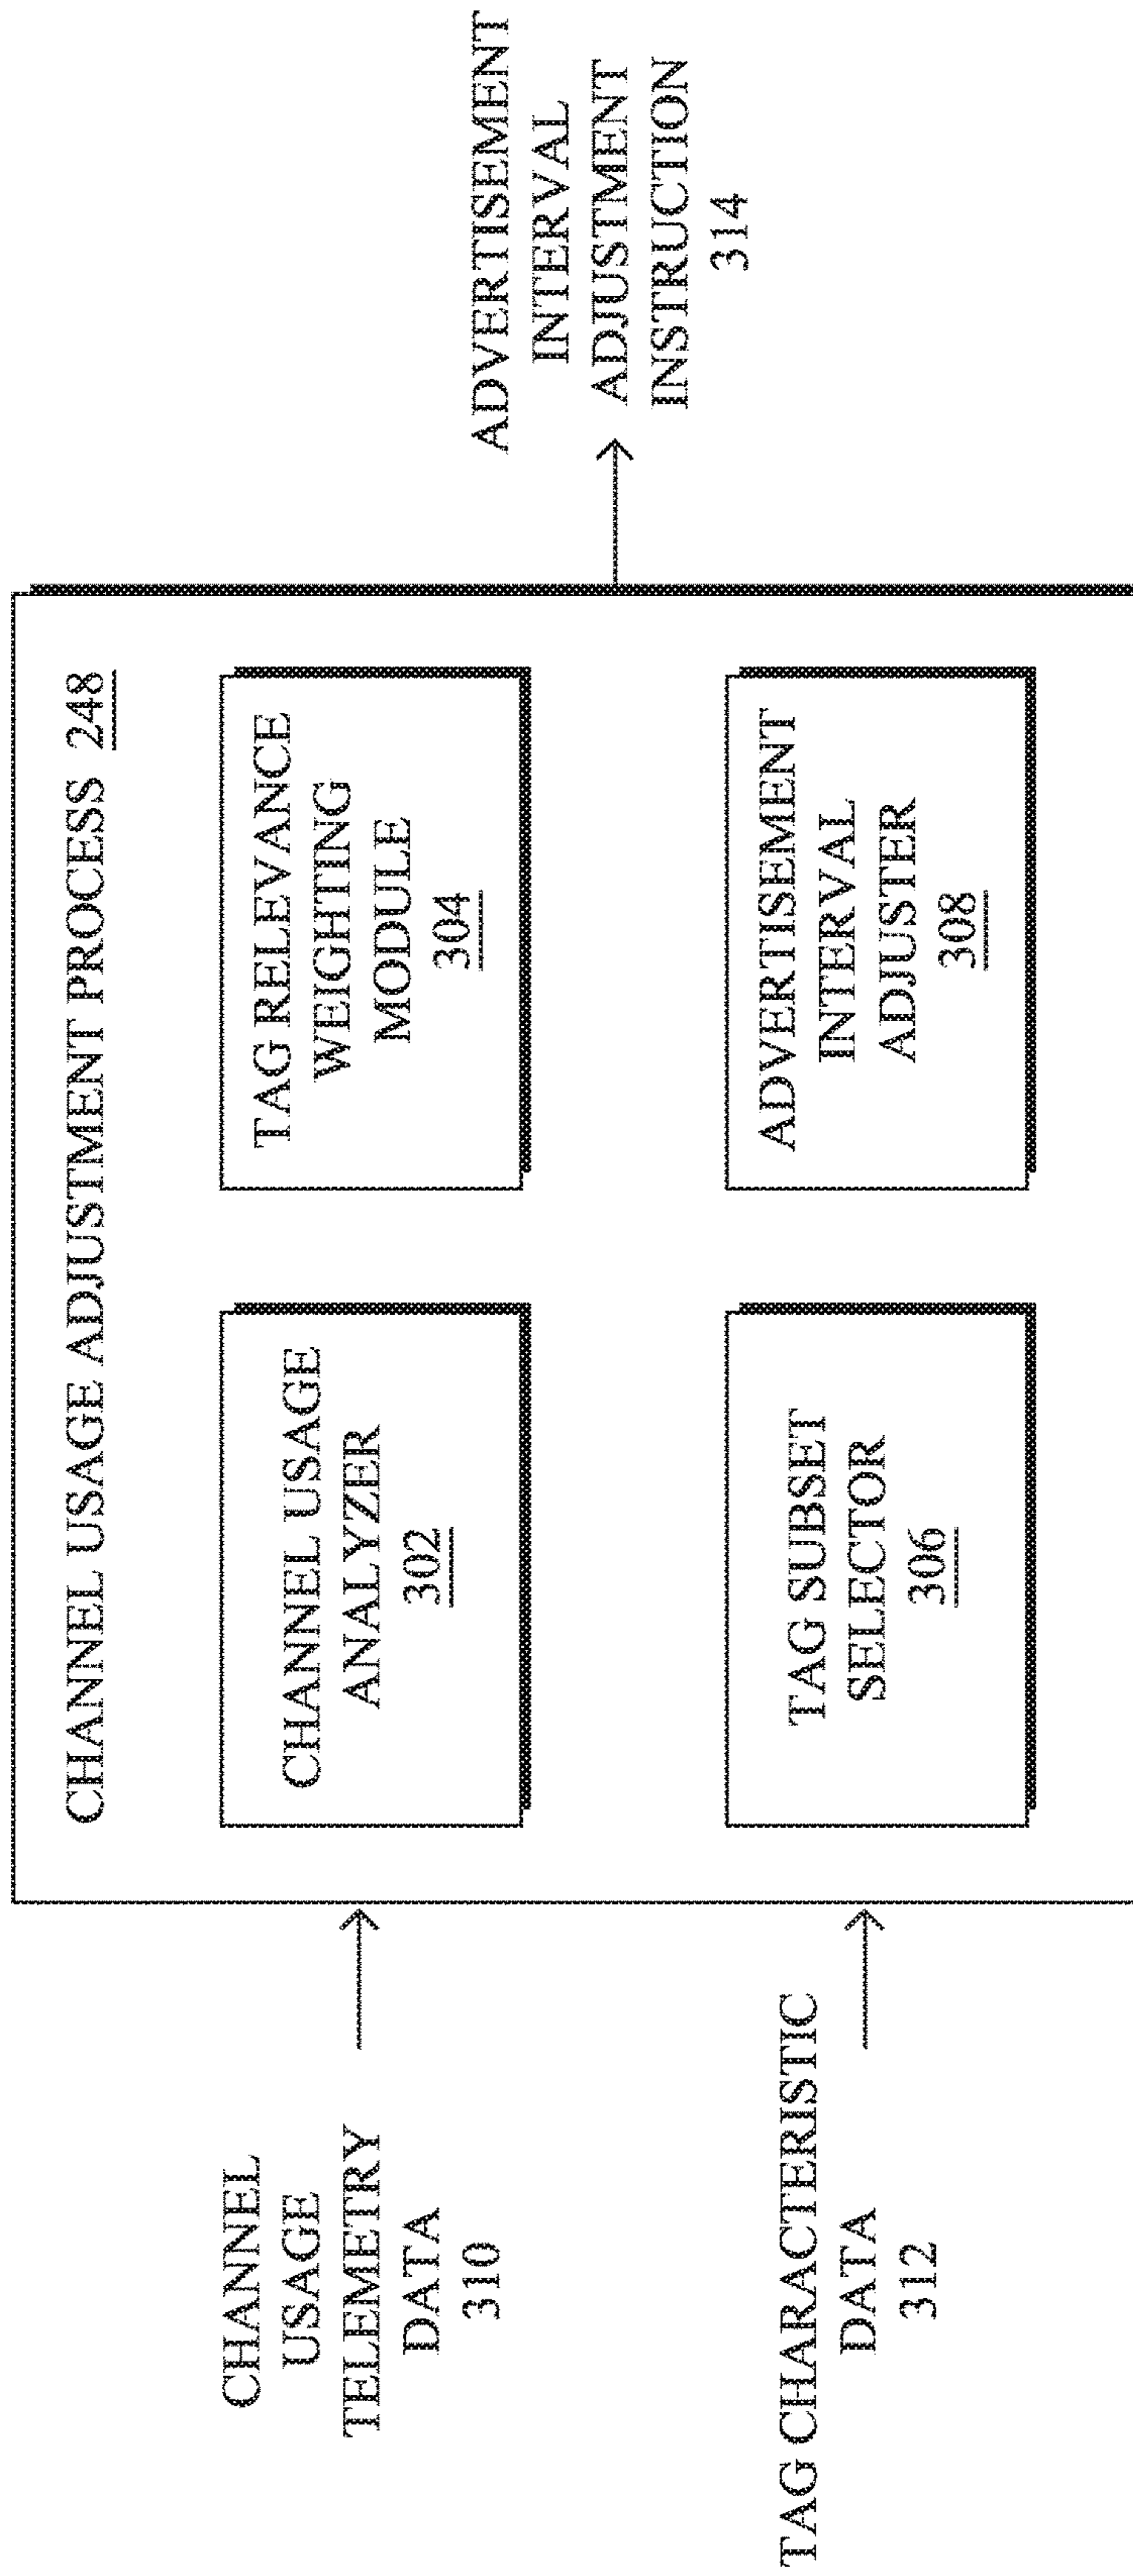 CHANNEL USAGE ADJUSTMENT PROCESS 248
CHANNEL
USAGE
TELEMETRY
DATA
310
TAG CHARACTERISTIC
DATA
312
CHANNEL USAGE
ANALYZER
302
TAG RELEVANCE
WEIGHTING
MODULE
304
TAG SUBSET
SELECTOR
306
ADVERTISEMENT
INTERVAL
ADJUSTER
308
ADVERTISEMENT
INTERVAL
ADJUSTMENT
INSTRUCTION
314